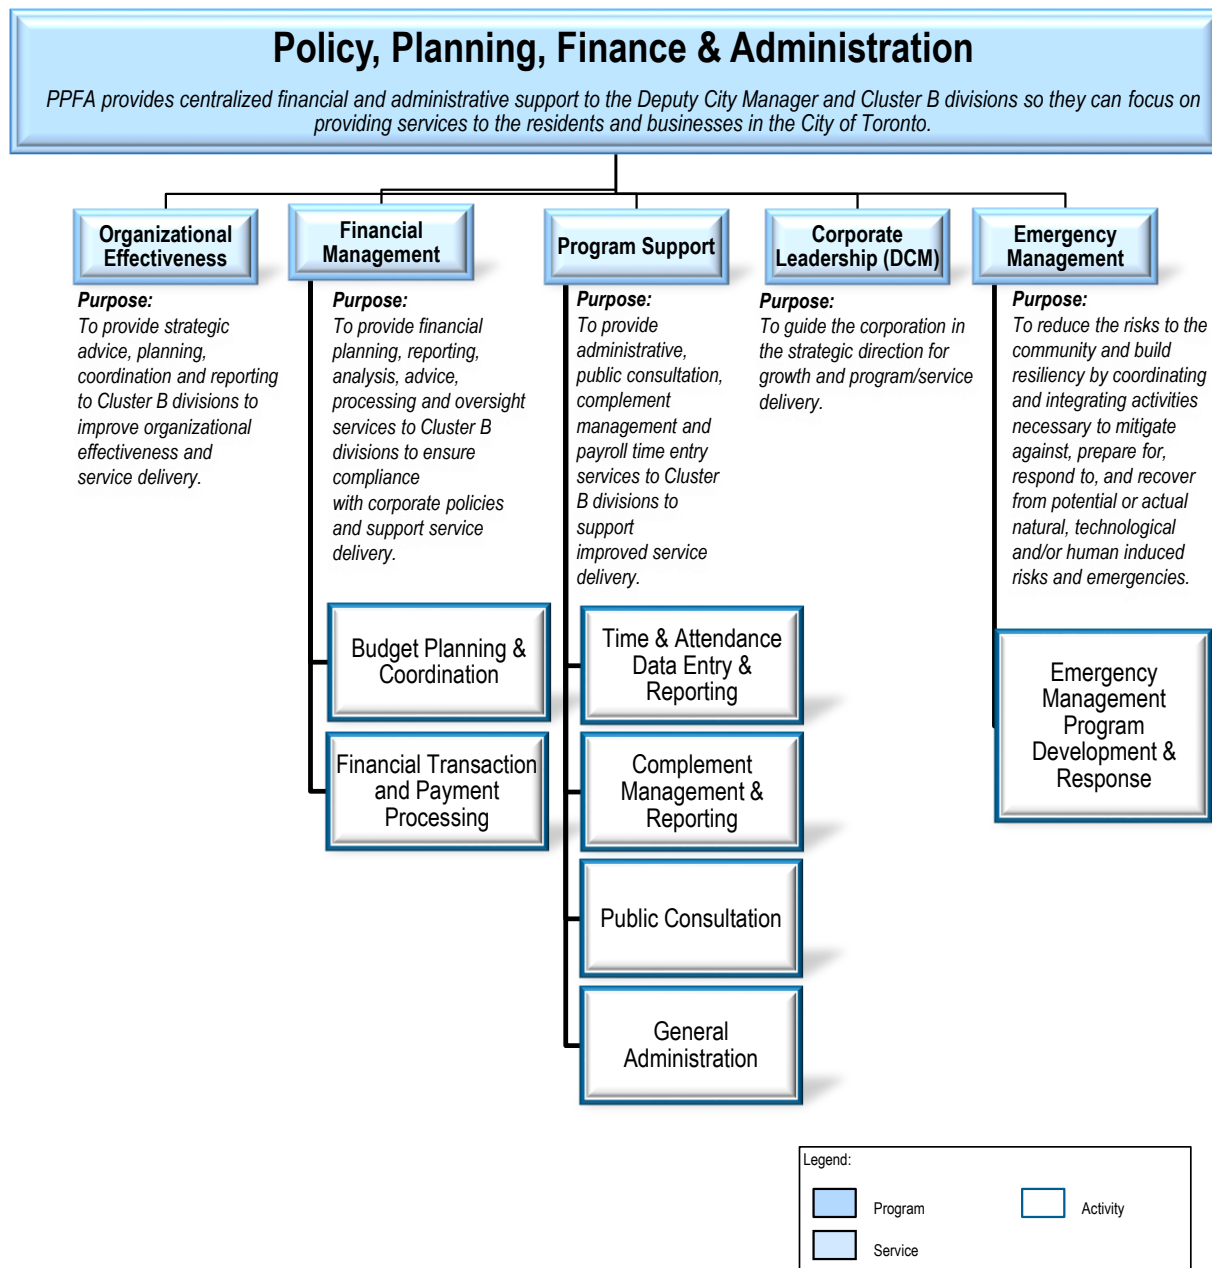 Policy, Planning, Finance & Administration
PPFA provides centralized financial and administrative support to the Deputy City Manager and Cluster B divisions so they can focus on
providing services to the residents and businesses in the City of Toronto.
Organizational
Effectiveness
Purpose:
To provide strategic
advice, planning,
coordination and reporting
to Cluster B divisions to
improve organizational
effectiveness and
service delivery.
Financial
Management
Purpose:
To provide financial
planning, reporting,
analysis, advice,
processing and oversight
services to Cluster B
divisions to ensure
compliance
with corporate policies
and support service
delivery.
Budget Planning &
Coordination
Financial Transaction
and Payment
Processing
Program Support
Purpose:
To provide
administrative,
public consultation,
complement
management and
payroll time entry
services to Cluster
B divisions to
support
improved service
delivery.
Time & Attendance
Data Entry &
Reporting
Complement
Management &
Reporting
Public Consultation
General
Administration
Corporate
Leadership (DCM)
Purpose:
To guide the corporation in
the strategic direction for
growth and program/service
delivery.
Emergency
Management
Purpose:
To reduce the risks to the
community and build
resiliency by coordinating
and integrating activities
necessary to mitigate
against, prepare for,
respond to, and recover
from potential or actual
natural, technological
and/or human induced
risks and emergencies.
Emergency
Management
Program
Development &
Response
Legend:
Program
Activity
Service